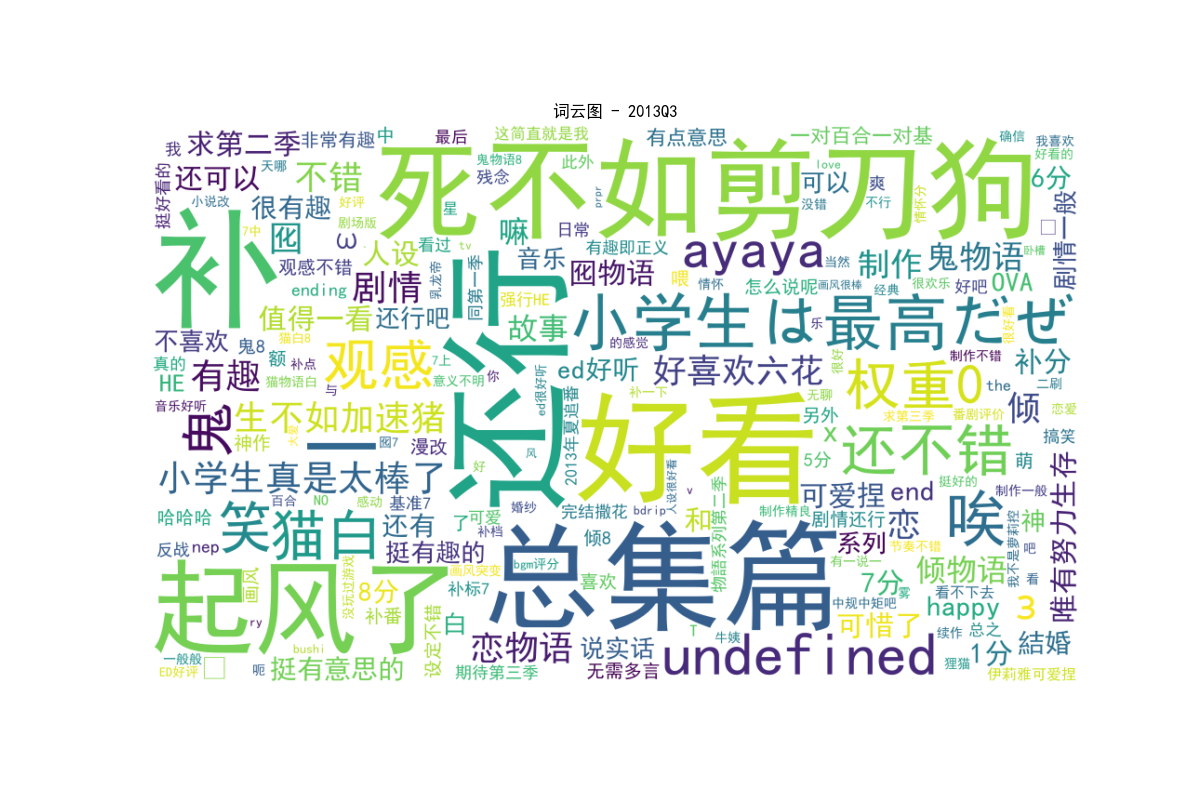 词云图 - 2013Q3
我
求第二季
非常有趣
中
最后
这简直就是我
有点意思
一对百合一对基
确信
我喜欢
好看的
挺好看的
还可以
天哪
不错
死不如剪刀狗
鬼物语8
此外
残念
love
可以
爽
6分
小说改
好评
很有趣
剧场版
星
prpr
没错
不行
情怀分
□
剧情一般
补
囮
7中
ω
人设
看过
tv
嘛
日常
有趣即正义
ayaya
当然
制作
鬼物语
卧槽
观感不错
剧情
乳龙帝
同第一季
音乐
囮物语
喂
情怀
画风很棒
怎么说呢
经典
很欢乐
好吧
OVA
ending
强行HE
还行
值得一看
还行吧
故事
小学生は最高だぜ
乐
很好看
不喜欢
猫白8
鬼8
额
补点
观感
7上
的感觉
很好
制作不错
补分
真的
HE
有趣
猫物语白
与
意义不明
你
ed好听
好喜欢六花
权重0
the
二刷
音乐好听
鬼
生不如加速猪
ed很好听
2013年夏追番
补一下
无聊
另外
求第三季
番剧评价
倾
恋爱
神作
大爱
一
囮7
漫改
风
好看
x
还不错
搞笑
小学生真是太棒了
好
5分
萌
唯有努力生存
百合
NO
感动
基准7
婚纱
完结撒花
bdrip
人设很好看
v
物語系列第二季
可爱捏
end
挺好的
制作一般
哈哈哈
笑
猫白
还有
了
可爱
补档
和
制作精良
剧情还行
恋
唉
神
我不是萝莉控
吧
反战
nep
挺有趣的
总集篇
倾8
系列
节奏不错
看
起风了
画风
没玩过游戏
8分
画风突变
bgm评分
喜欢
有一说一
7分
雾
倾物语
看不下去
补标7
补番
白
设定不错
中规中矩吧
happy
3
ry
可惜了
续作
总之
T
牛姨
bushi
恋物语
说实话
undefined
1分
結婚
狸猫
一般般
ED好评
□
呃
挺有意思的
期待第三季
无需多言
伊莉雅可爱捏